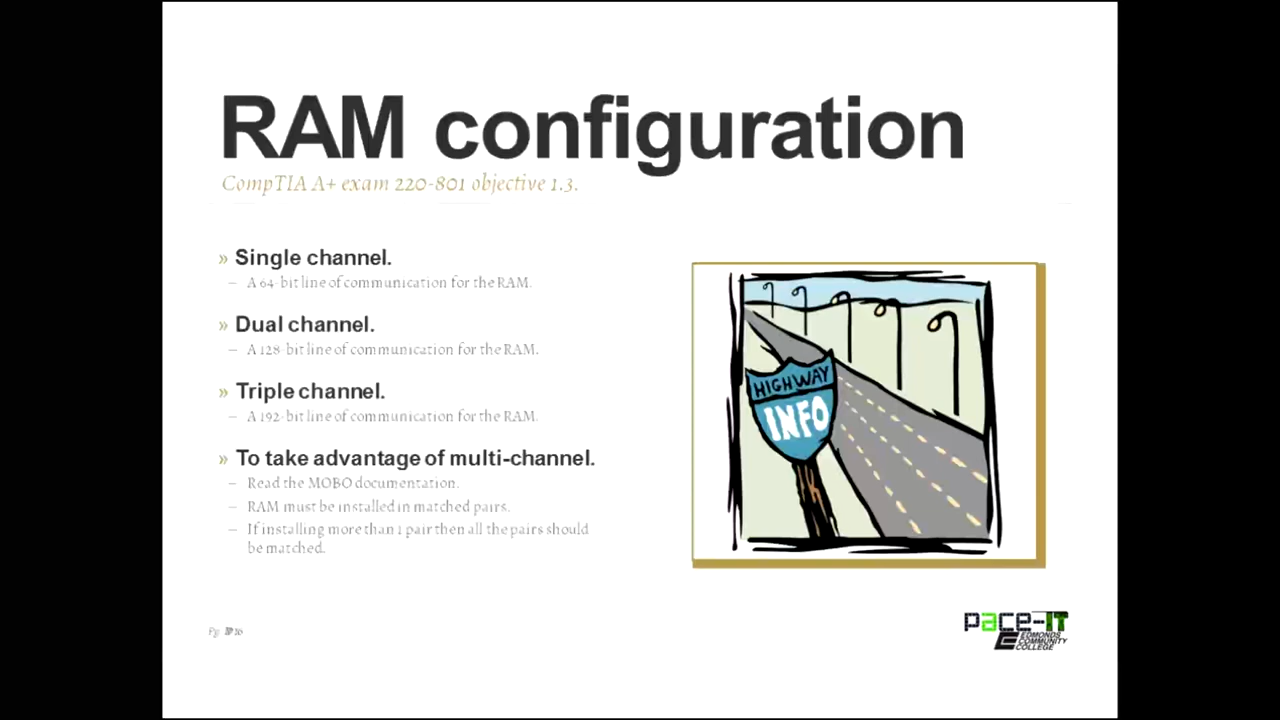 RAM configuration
CompTIA A+ exam 220-801 objective 1.3.
» Single channel.
– A 64-bit line of communication for the RAM.
» Dual channel.
– A 128-bit line of communication for the RAM.
» Triple channel.
– A 192-bit line of communication for the RAM.
» To take advantage of multi-channel.
– Read the MOBO documentation.
– RAM must be installed in matched pairs.
– If installing more than 1 pair then all the pairs should
be matched.
HIGHWAY
INFO
pace-IT
EDMONDS
COMMUNITY
COLLEGE
Pg.